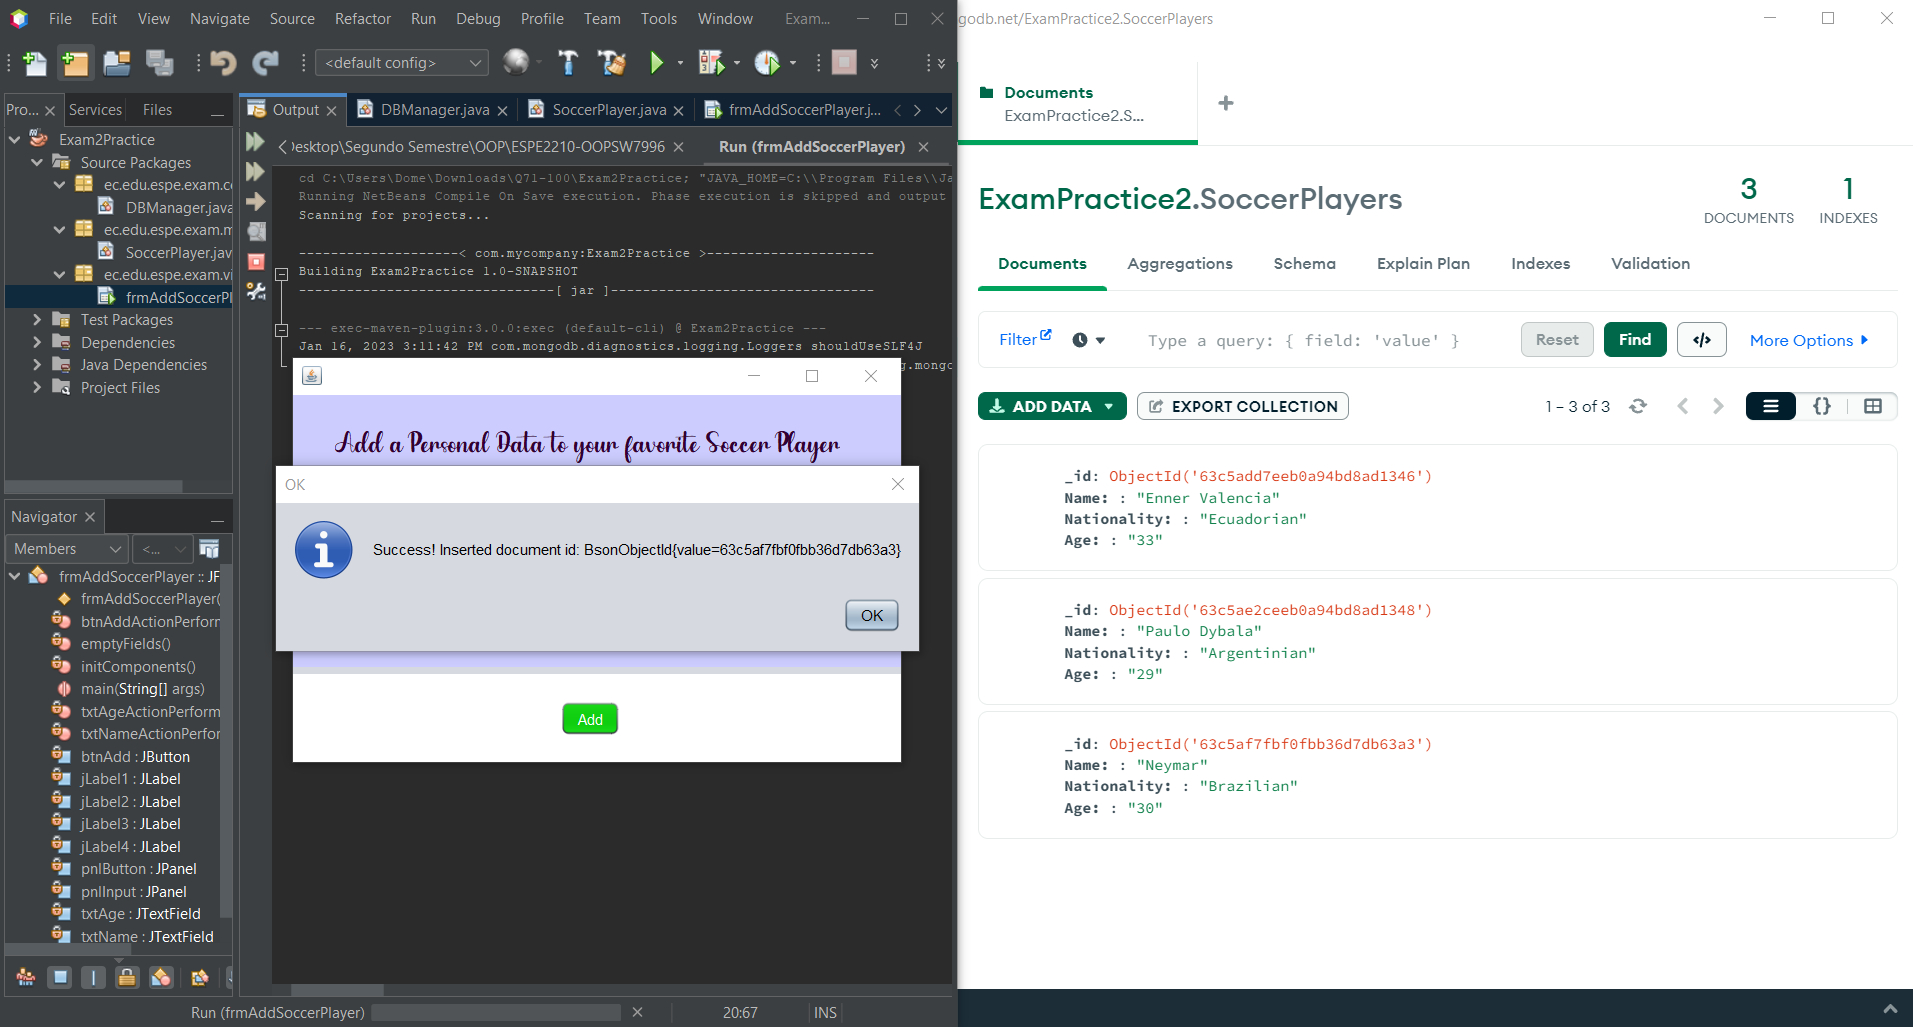 File Edit View Navigate Source Refactor Run Debug Profile Team Tools Window Exam...
<default config>
Pro... Services Files
Exam2Practice
Source Packages
ec.edu.espe.exam.c
DBManager.java
ec.edu.espe.exam.m
SoccerPlayer.jav
ec.edu.espe.exam.vi
frmAddSoccerPl
Test Packages
Dependencies
Java Dependencies
Project Files
Navigator
Members <...
frmAddSoccerPlayer :: JF
frmAddSoccerPlayer(
btnAddActionPerforr
emptyFields()
initComponents()
main(String[] args)
txtAgeActionPerform
txtNameActionPerfor
btnAdd : JButton
jLabel1 : JLabel
jLabel2 : JLabel
jLabel3 : JLabel
jLabel4 : JLabel
pnlButton : JPanel
pnlInput : JPanel
txtAge : JTextField
txtName : JTextField
Output DBManager.java SoccerPlayer.java frmAddSoccerPlayer.j...
esktop\Segundo Semestre\OOP\ESPE2210-OOPSW7996 Run (frmAddSoccerPlayer)
cd C:\Users\Dome\Downloads\Q71-100\Exam2Practice; "JAVA_HOME=C:\\Program Files\\Ja
Running NetBeans Compile On Save execution. Phase execution is skipped and output
Scanning for projects...
--------------------< com.mycompany:Exam2Practice >---------------------
Building Exam2Practice 1.0-SNAPSHOT
--------------------------------[ jar ]---------------------------------
--- exec-maven-plugin:3.0.0:exec (default-cli) @ Exam2Practice ---
Jan 16, 2023 3:11:42 PM com.mongodb.diagnostics.logging.Loggers shouldUseSLF4J
g.mongo
Add a Personal Data to your favorite Soccer Player
OK
Success! Inserted document id: BsonObjectId{value=63c5af7fbf0fbb36d7db63a3}
OK
Add
Run (frmAddSoccerPlayer) 20:67 INS
godb.net/ExamPractice2.SoccerPlayers
Documents
ExamPractice2.S...
ExamPractice2.SoccerPlayers
3
DOCUMENTS
1
INDEXES
Documents Aggregations Schema Explain Plan Indexes Validation
Filter Type a query: { field: 'value' } Reset Find </> More Options
ADD DATA EXPORT COLLECTION 1 – 3 of 3 {}
_id: ObjectId('63c5add7eeb0a94bd8ad1346')
Name: : "Enner Valencia"
Nationality: : "Ecuadorian"
Age: : "33"
_id: ObjectId('63c5ae2ceeb0a94bd8ad1348')
Name: : "Paulo Dybala"
Nationality: : "Argentinian"
Age: : "29"
_id: ObjectId('63c5af7fbf0fbb36d7db63a3')
Name: : "Neymar"
Nationality: : "Brazilian"
Age: : "30"